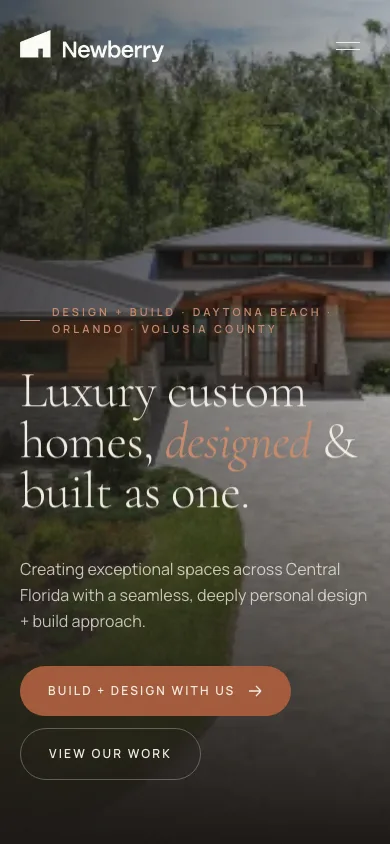 Newberry
DESIGN + BUILD · DAYTONA BEACH ·
ORLANDO · VOLUSIA COUNTY
Luxury custom
homes, designed &
built as one.
Creating exceptional spaces across Central
Florida with a seamless, deeply personal design
+ build approach.
BUILD + DESIGN WITH US →
VIEW OUR WORK